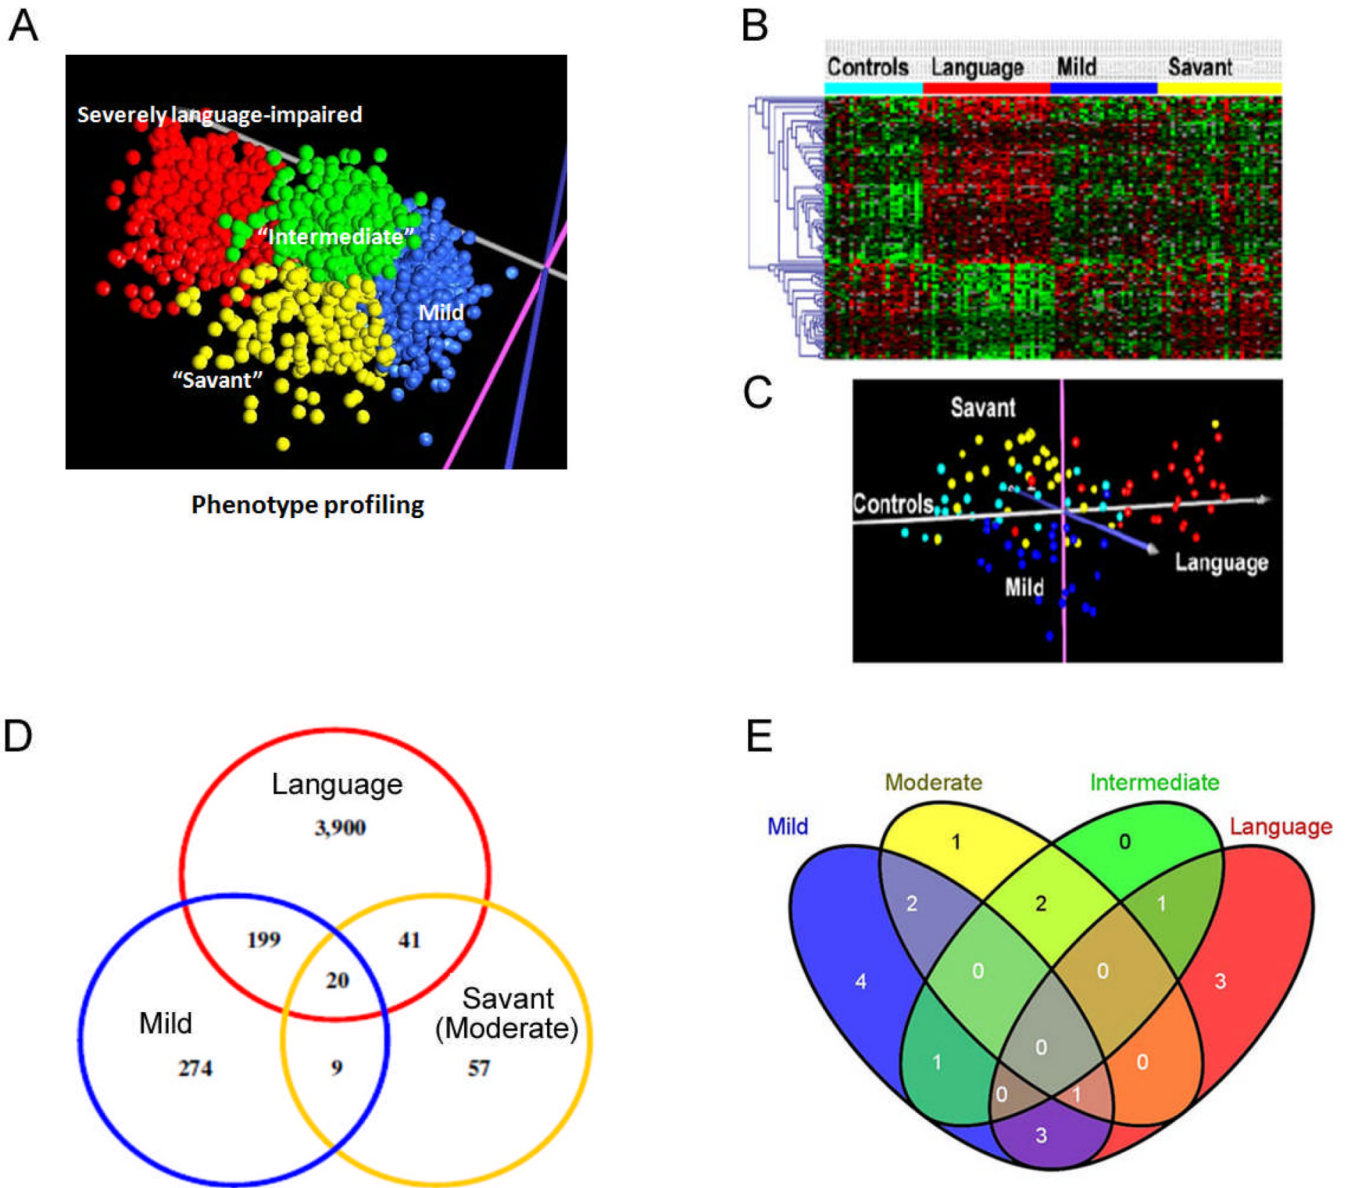 A
Severely language-impaired
"Intermediate"
Mild
"Savant"
Phenotype profiling
B
Controls Language Mild Savant
C
Savant
Controls
Language
Mild
D
Language
3,900
199 41
20
Mild
Savant
(Moderate)
274 9 57
E
Moderate Intermediate
Mild Language
1 0
2 2 1
4 0 0 3
0
1 0
0 1
3